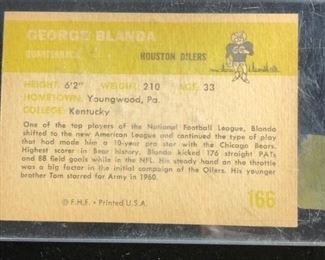 GEORGE BLANDA
QUARTERBACK
HOUSTON OILERS
HEIGHT: 6'2" WEIGHT: 210 AGE: 33
HOMETOWN: Youngwood, Pa.
COLLEGE: Kentucky
One of the top players of the National Football League, Blanda
shifted to the new American League and continued the type of play
that had made him a 10-year pro star with the Chicago Bears.
Highest scorer in Bear history, Blanda kicked 176 straight PATs
and 88 field goals while in the NFL. His steady hand on the throttle
was a big factor in the initial campaign of the Oilers. His younger
brother Tom starred for Army in 1960.
© F.H.F. • Printed U.S.A.
166